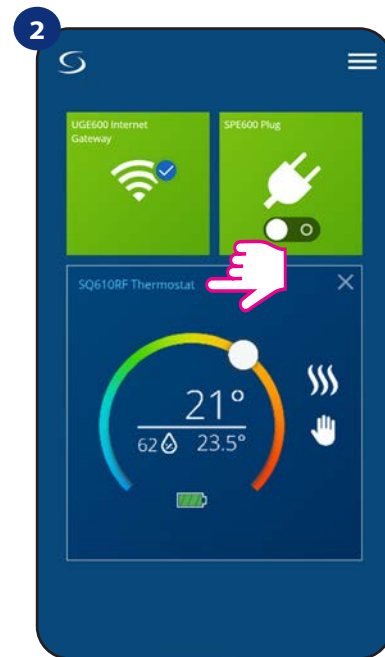 2
UGE600 Internet
Gateway
SPE600 Plug
SQ610RF Thermostat
21°
62 23.5°